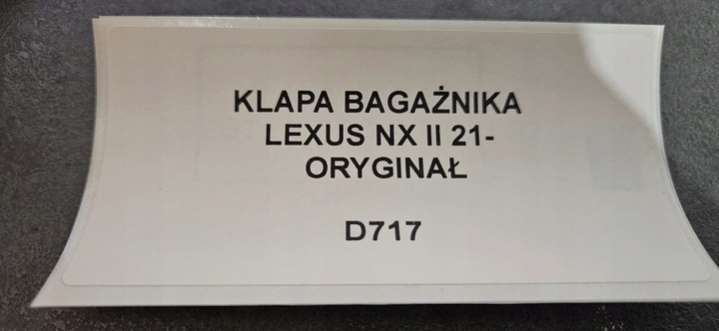 KLAPA BAGAŻNIKA
LEXUS NX II 21-
ORYGINAŁ
D717